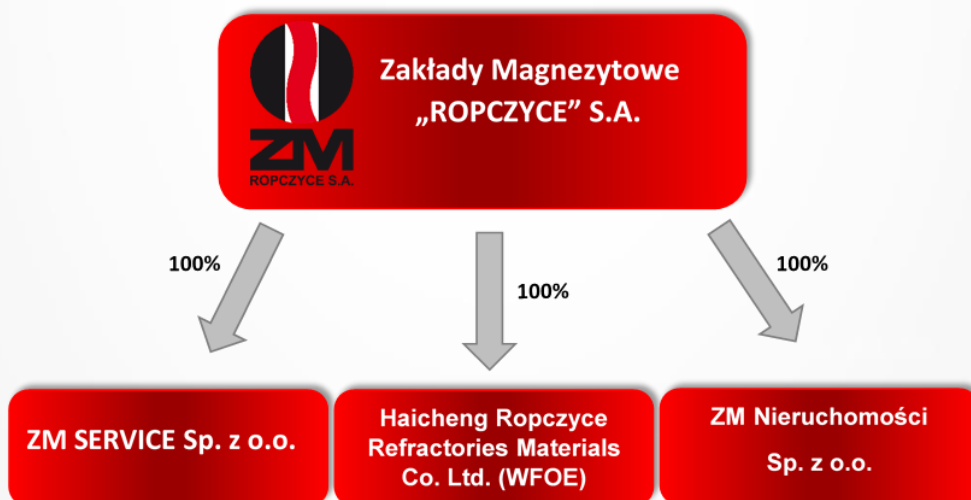 Zakłady Magnezytowe
„ROPCZYCE” S.A.
ZM
ROPCZYCE S.A.
100%
100%
100%
ZM SERVICE Sp. z o.o.
Haicheng Ropczyce
Refractories Materials
Co. Ltd. (WFOE)
ZM Nieruchomości
Sp. z o.o.